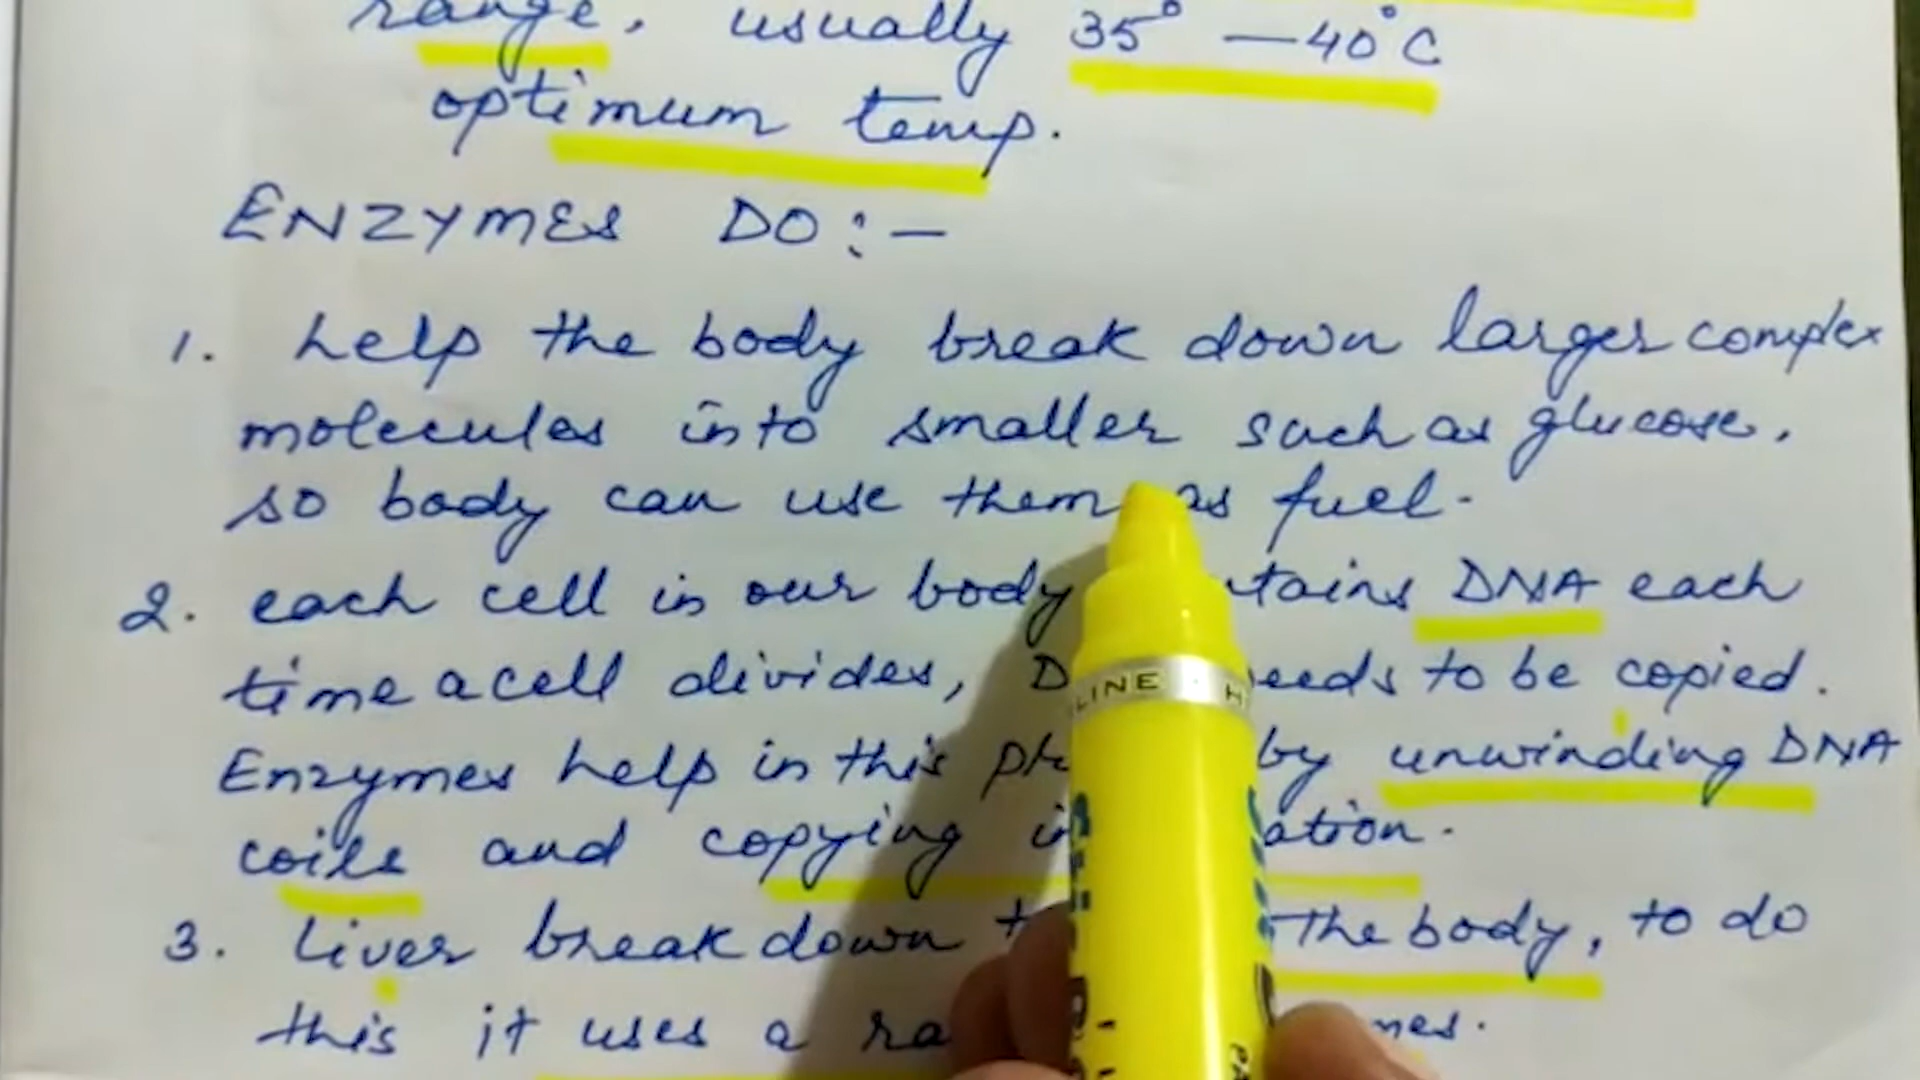 range, usually 35° — 40°C
optimum temp.
ENZYMES DO:-
1. help the body break down larger complex
molecules into smaller such as glucose.
so body can use them as fuel.
2. each cell in our body DNA each
time a cell divides, needs to be copied.
Enzymes help in this by unwinding DNA
coils and copying
3. Liver break down the body, to do
this it uses a
LINE